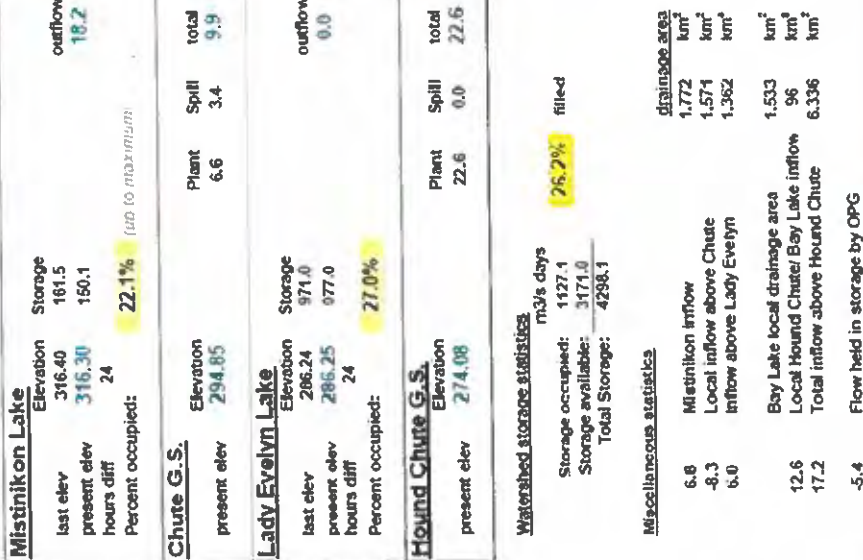 Mistinikon Lake
Elevation Storage outflow
last elev 316.40 161.5 18.2
present elev 316.30 150.1
hours diff 24
Percent occupied: 22.1% (up to maximum)
Chute G.S.
Elevation Plant Spill total
present elev 294.85 6.6 3.4 9.9
Lady Evelyn Lake
Elevation Storage outflow
last elev 286.24 971.0 0.0
present elev 286.25 977.0
hours diff 24
Percent occupied: 27.0%
Hound Chute G.S.
Elevation Plant Spill total
present elev 274.08 22.6 0.0 22.6
Watershed storage statistics
m3/s days
Storage occupied: 1127.1 26.2% filled
Storage available: 3171.0
Total Storage: 4298.1
Miscellaneous statistics
drainage area
6.8 Mistinikon inflow 1.772 km²
-8.3 Local inflow above Chute 1.571 km²
6.0 Inflow above Lady Evelyn 1.362 km²
Bay Lake local drainage area 1.533 km²
12.6 Local Hound Chute/ Bay Lake inflow 96 km²
17.2 Total inflow above Hound Chute 6.336 km²
-5.4 Flow held in storage by OPG